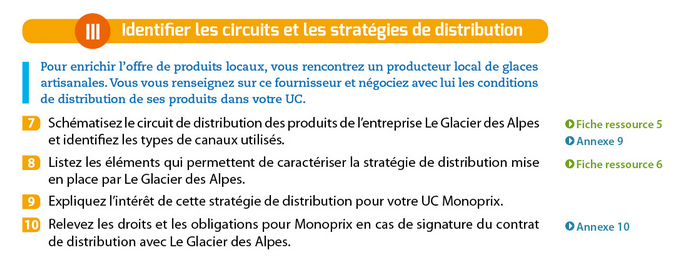 III Identifier les circuits et les stratégies de distribution
Pour enrichir l'offre de produits locaux, vous rencontrez un producteur local de glaces
artisanales. Vous vous renseignez sur ce fournisseur et négociez avec lui les conditions
de distribution de ses produits dans votre UC.
7 Schématisez le circuit de distribution des produits de l'entreprise Le Glacier des Alpes
et identifiez les types de canaux utilisés.
Fiche ressource 5
Annexe 9
8 Listez les éléments qui permettent de caractériser la stratégie de distribution mise
en place par Le Glacier des Alpes.
Fiche ressource 6
9 Expliquez l'intérêt de cette stratégie de distribution pour votre UC Monoprix.
10 Relevez les droits et les obligations pour Monoprix en cas de signature du contrat
de distribution avec Le Glacier des Alpes.
Annexe 10